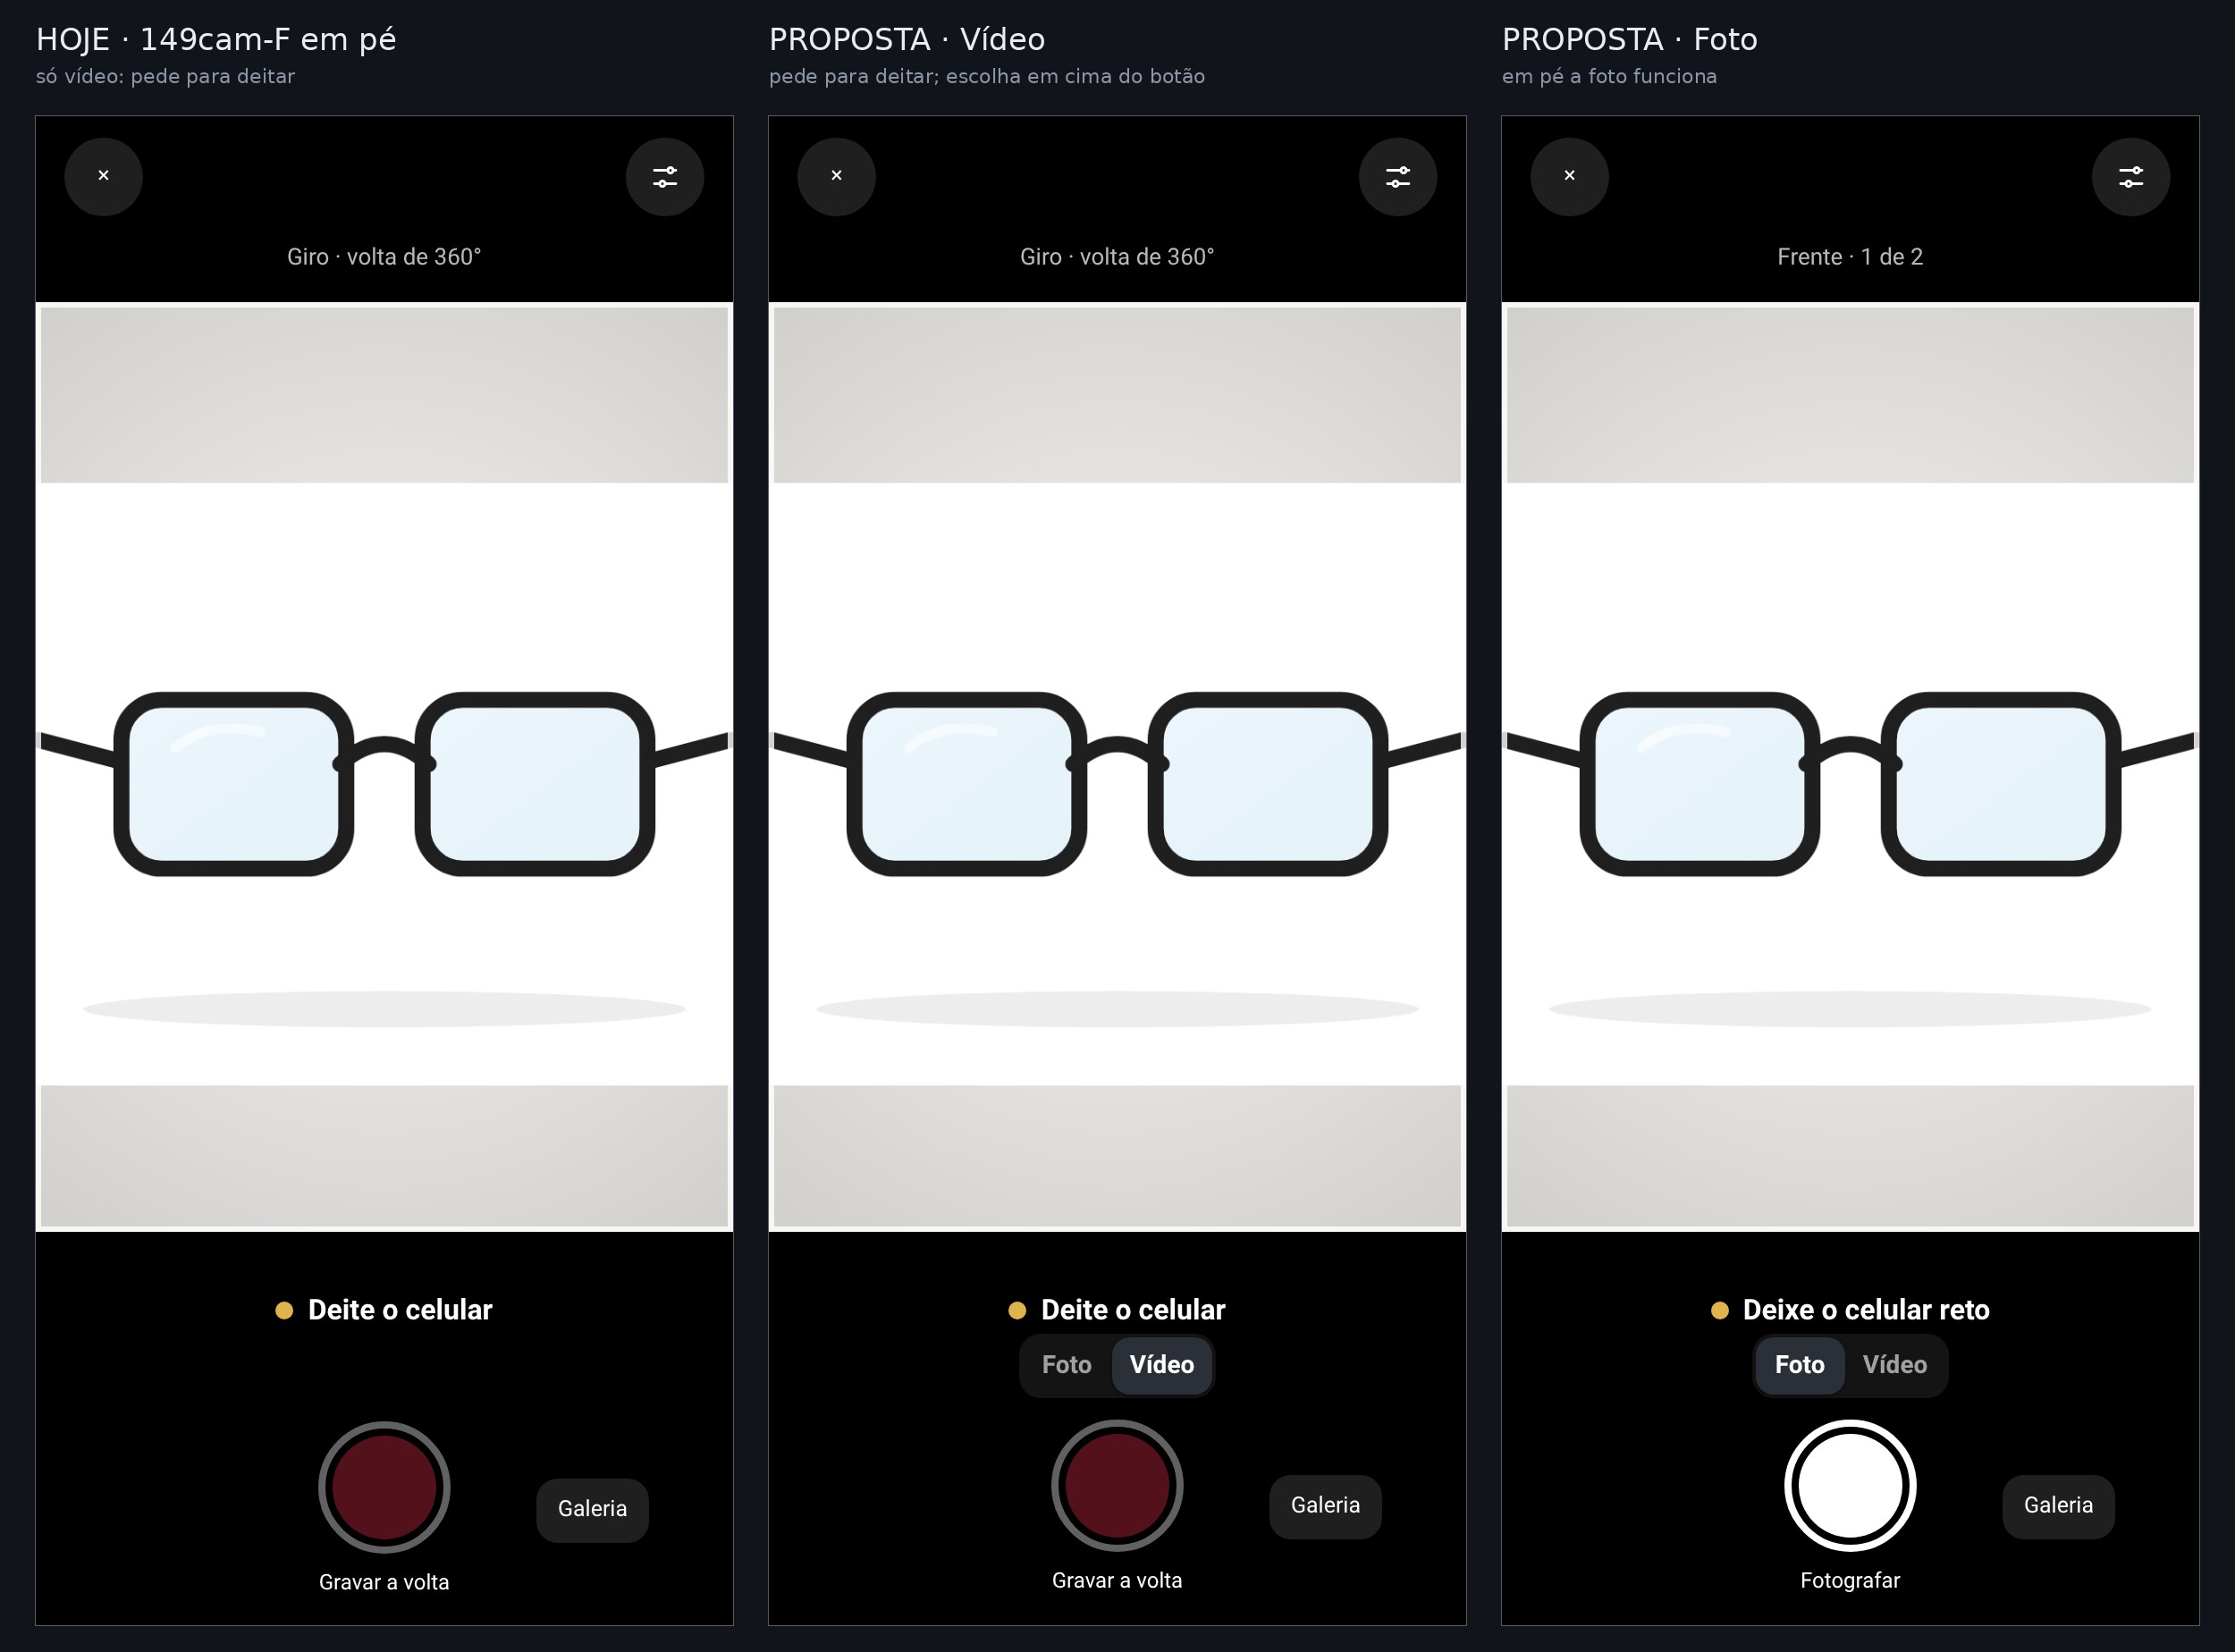 HOJE · 149cam-F em pé
só vídeo: pede para deitar
×
Giro · volta de 360°
Deite o celular
Galeria
Gravar a volta
PROPOSTA · Vídeo
pede para deitar; escolha em cima do botão
×
Giro · volta de 360°
Deite o celular
Foto Vídeo
Galeria
Gravar a volta
PROPOSTA · Foto
em pé a foto funciona
×
Frente · 1 de 2
Deixe o celular reto
Foto Vídeo
Galeria
Fotografar